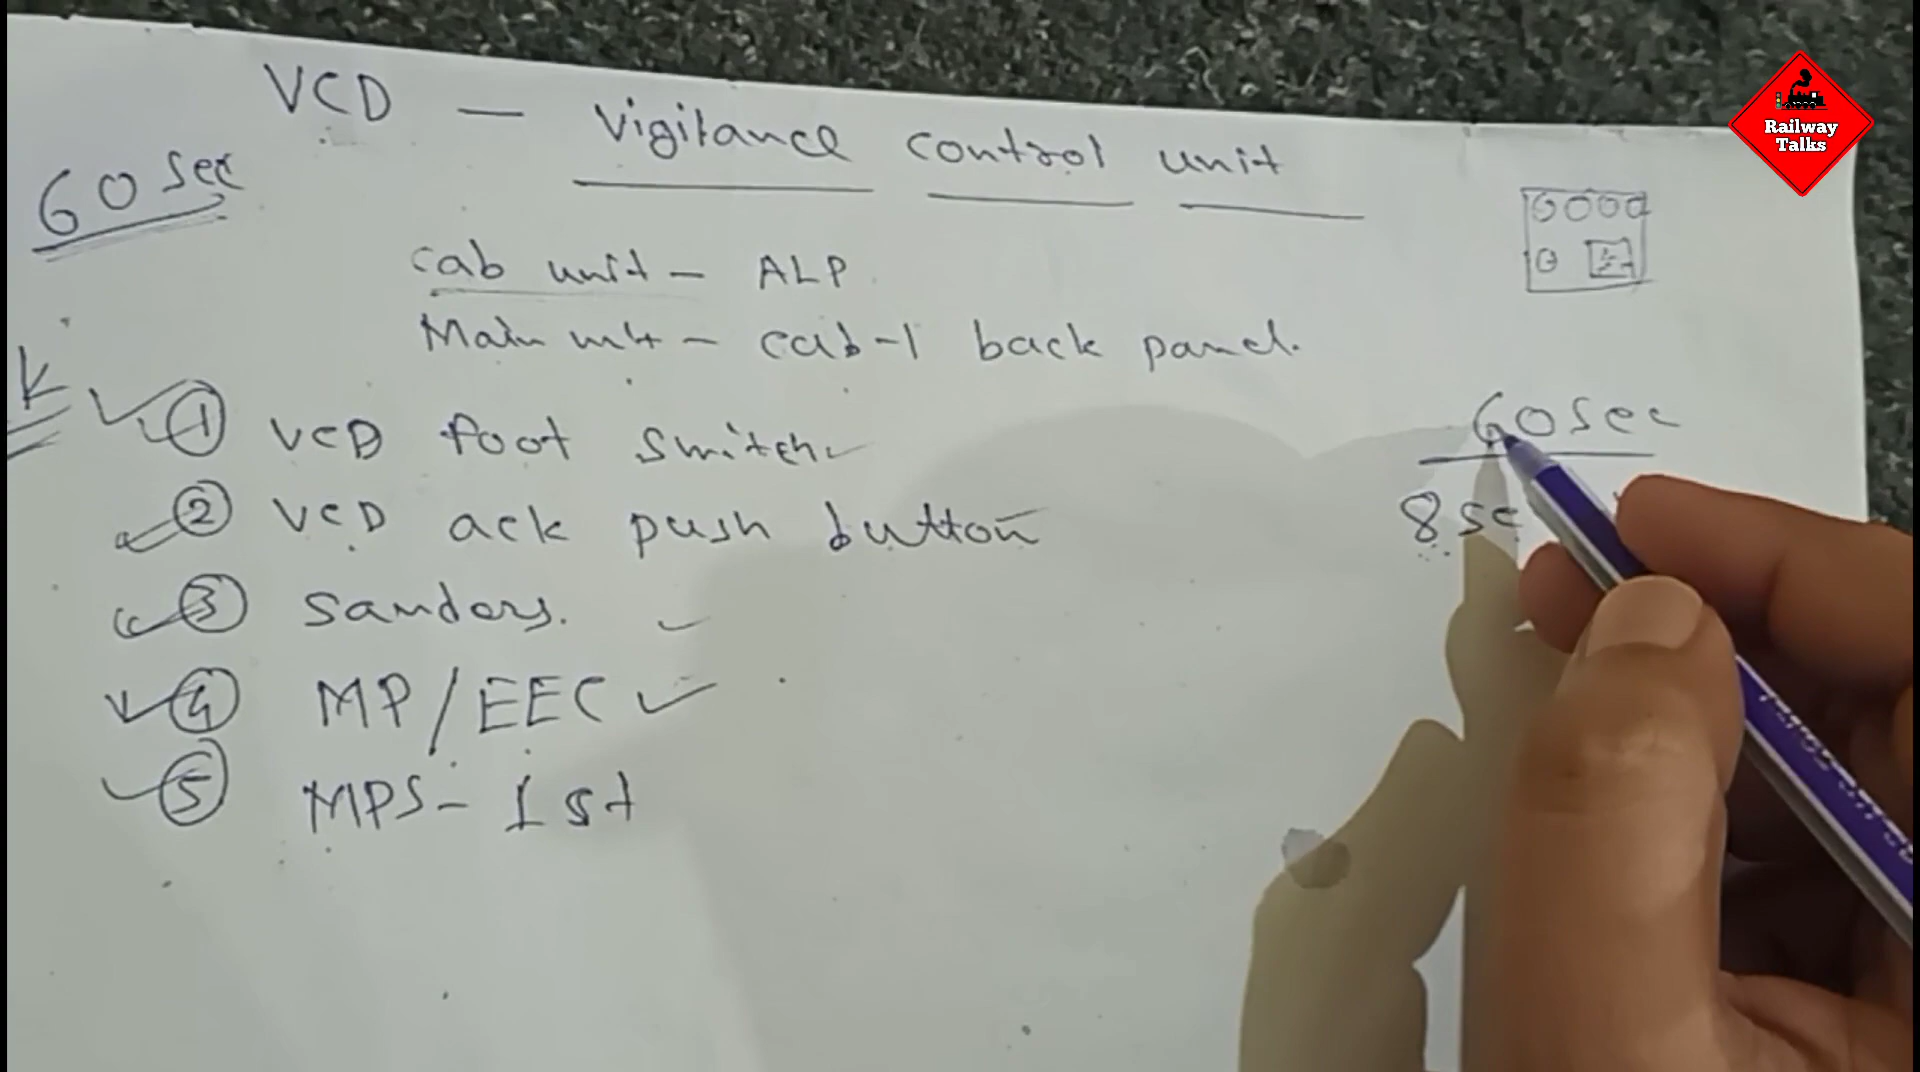 VCD — Vigilance control unit
60 sec
cab unit - ALP
Main unit - cab-1 back panel.
① VCD foot switch
60 sec
② VCD ack push button
8 se
③ Sanders.
④ MP/EEC
⑤ MPS - 1st
Railway
Talks